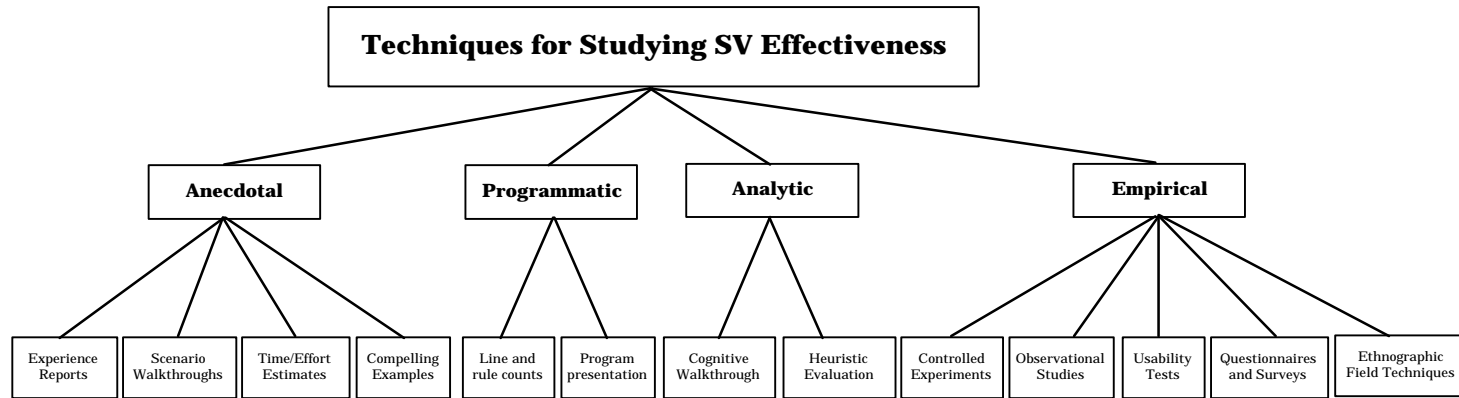 Techniques for Studying SV Effectiveness
Anecdotal
Programmatic
Analytic
Empirical
Experience
Reports
Scenario
Walkthroughs
Time/Effort
Estimates
Compelling
Examples
Line and
rule counts
Program
presentation
Cognitive
Walkthrough
Heuristic
Evaluation
Controlled
Experiments
Observational
Studies
Usability
Tests
Questionnaires
and Surveys
Ethnographic
Field Techniques